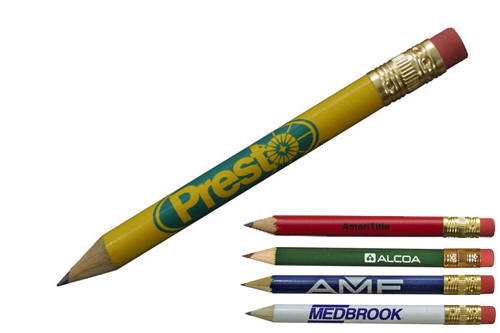 Presto
AmeriTitle
ALCOA
AMF
MEDBROOK